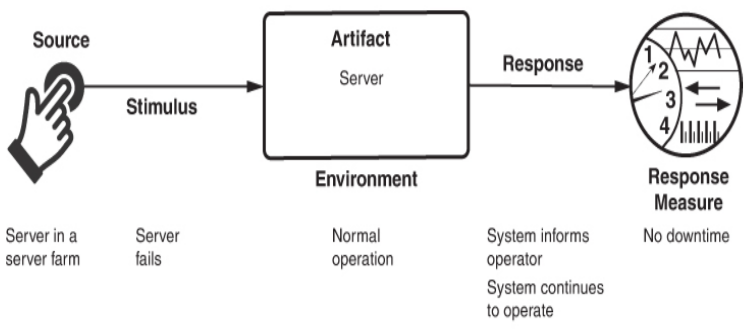 Source
Stimulus
Artifact
Server
Environment
Response
1
2
3
4
Response
Measure
Server in a
server farm
Server
fails
Normal
operation
System informs
operator
System continues
to operate
No downtime